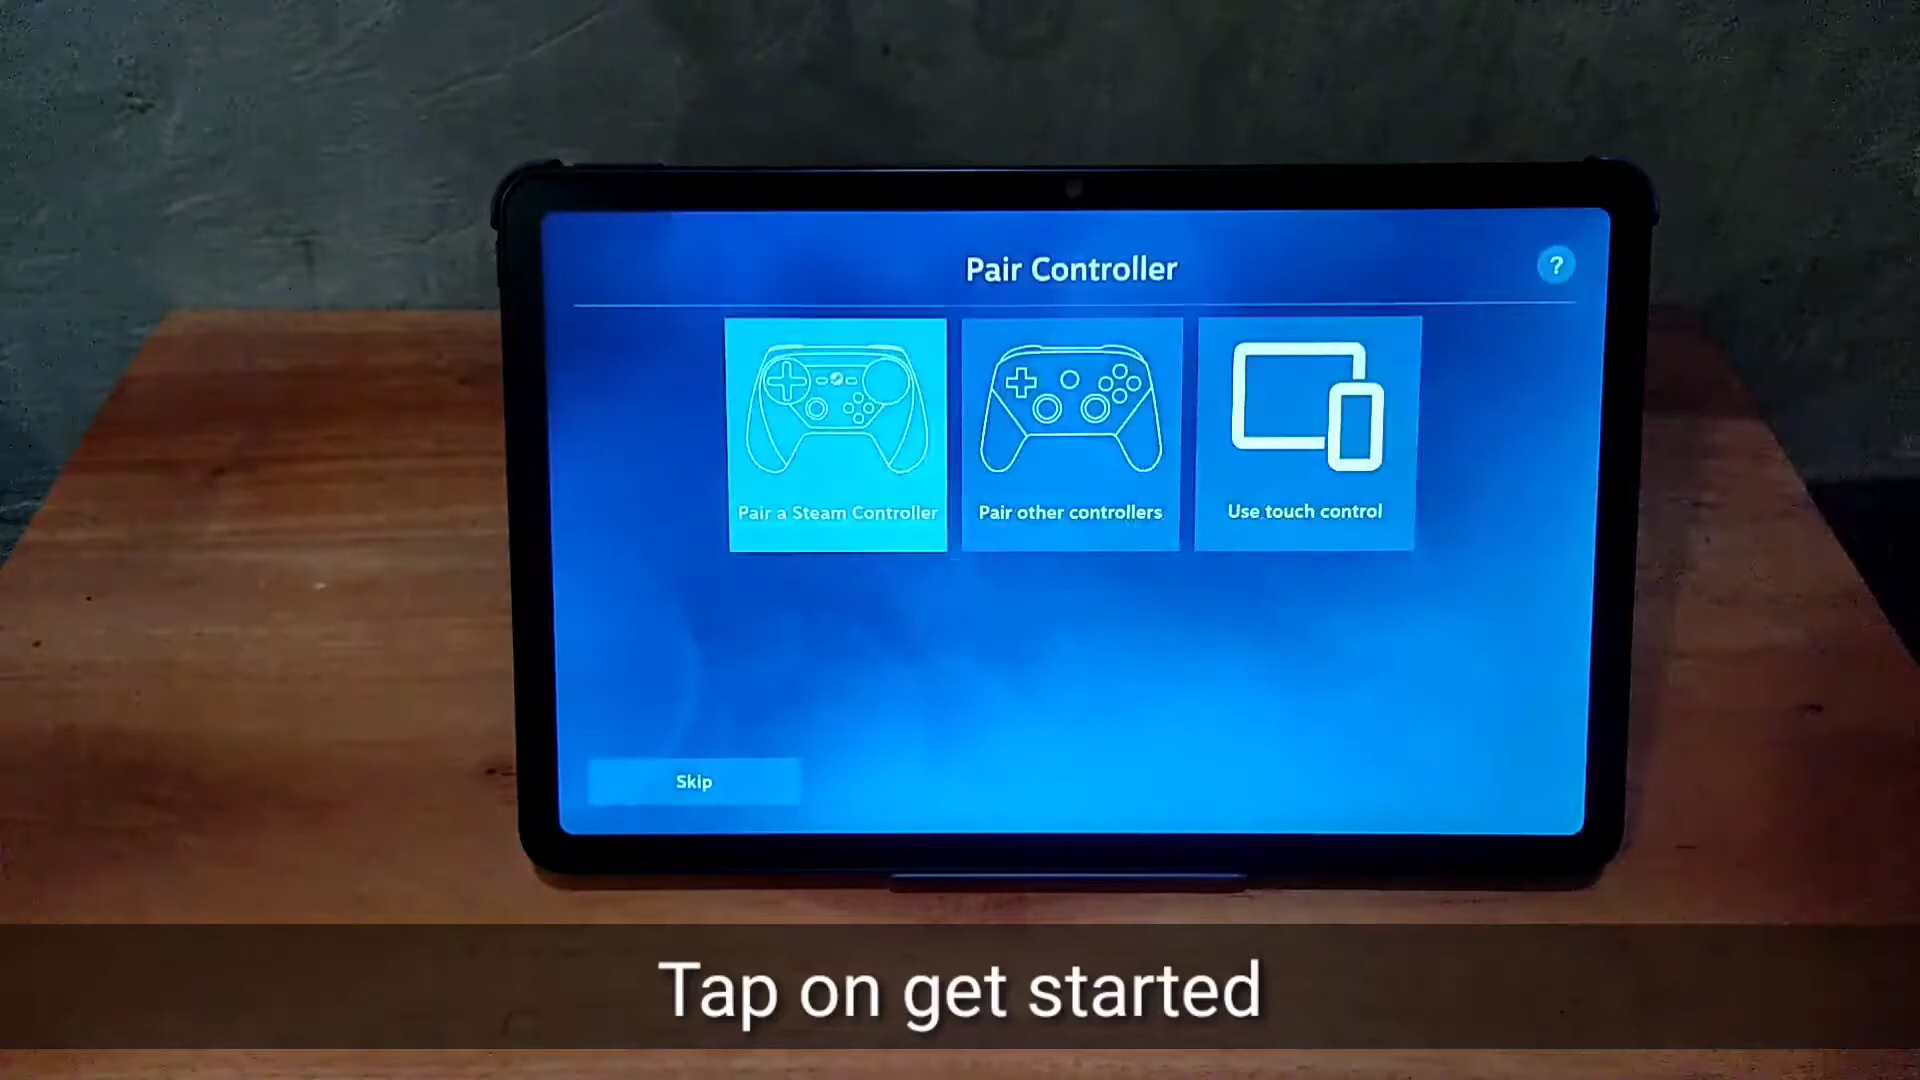 Pair Controller
?
Pair a Steam Controller
Pair other controllers
Use touch control
Skip
Tap on get started